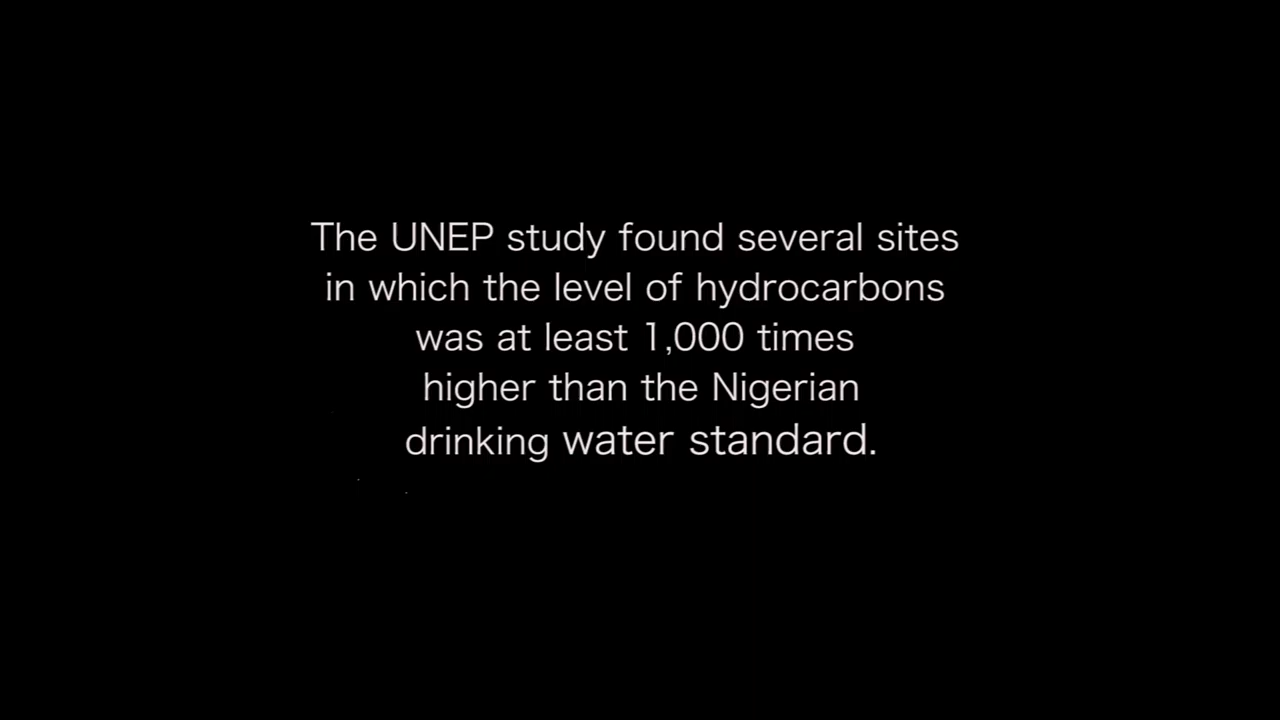 The UNEP study found several sites
in which the level of hydrocarbons
was at least 1,000 times
higher than the Nigerian
drinking water standard.